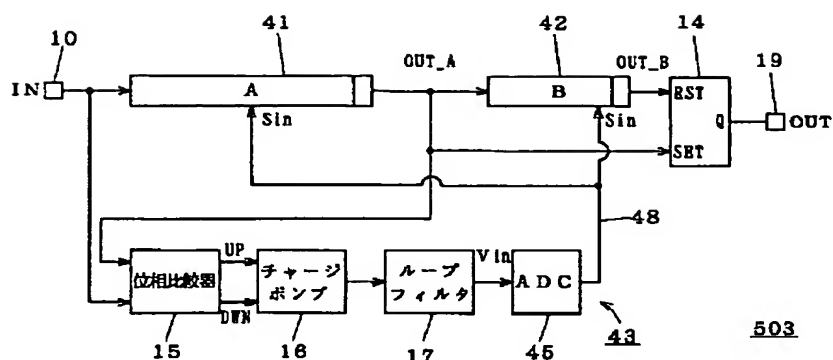 41
42
14
10
19
OUT_A
OUT_B
IN
A
B
RST
Q
OUT
Sin
Sin
SET
48
UP
Vin
位相比較器
チャージ
ポンプ
ループ
フィルタ
ADC
DWN
15
16
17
45
43
503